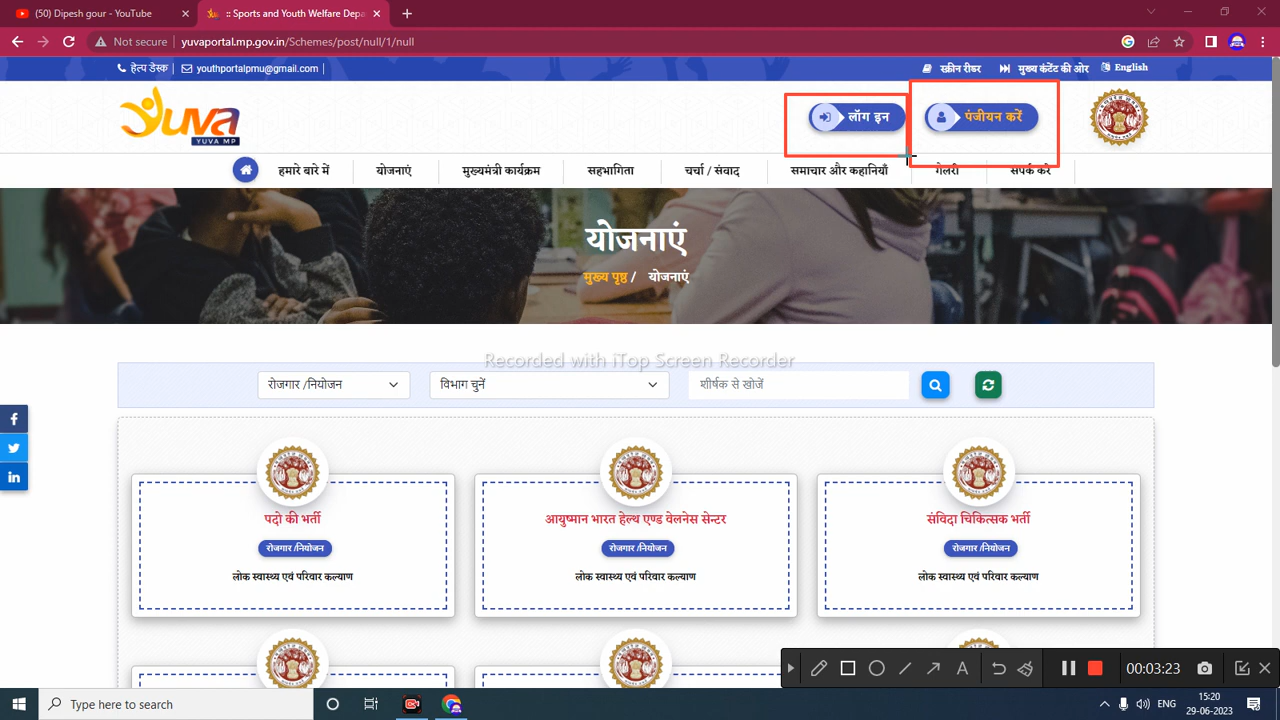 (50) Dipesh gour - YouTube
:: Sports and Youth Welfare Depa
Not secure
yuvaportal.mp.gov.in/Schemes/post/null/1/null
हेल्प डेस्क
youthportalpmu@gmail.com
स्क्रीन रीडर
मुख्य कंटेंट की ओर
English
Yuva
YUVA MP
लॉग इन
पंजीयन करें
हमारे बारे में
योजनाएं
मुख्यमंत्री कार्यक्रम
सहभागिता
चर्चा / संवाद
समाचार और कहानियाँ
गेलरी
संपर्क करे
योजनाएं
मुख्य पृष्ठ / योजनाएं
Recorded with iTop Screen Recorder
रोजगार /नियोजन
विभाग चुनें
शीर्षक से खोजें
पदो की भर्ती
आयुष्मान भारत हेल्थ एण्ड वेलनेस सेन्टर
संविदा चिकित्सक भर्ती
रोजगार /नियोजन
रोजगार /नियोजन
रोजगार /नियोजन
लोक स्वास्थ्य एवं परिवार कल्याण
लोक स्वास्थ्य एवं परिवार कल्याण
लोक स्वास्थ्य एवं परिवार कल्याण
00:03:23
Type here to search
ENG
15:20
29-06-2023